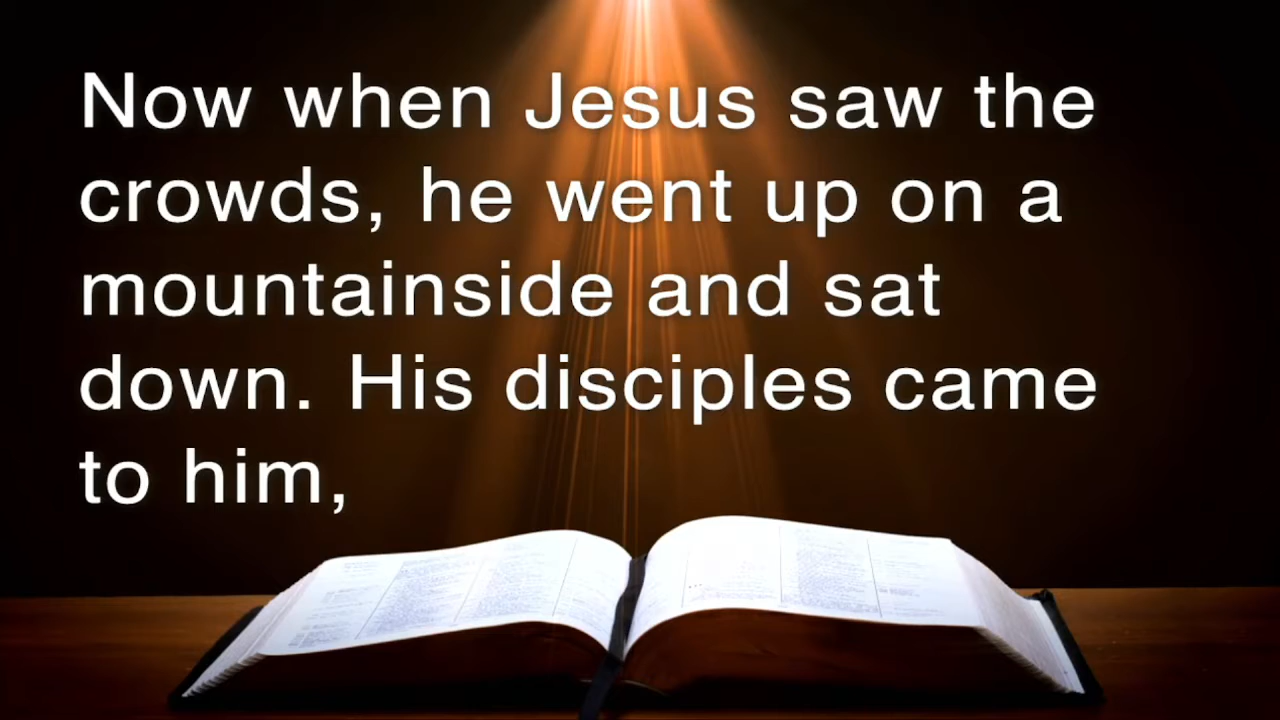 Now when Jesus saw the
crowds, he went up on a
mountainside and sat
down. His disciples came
to him,